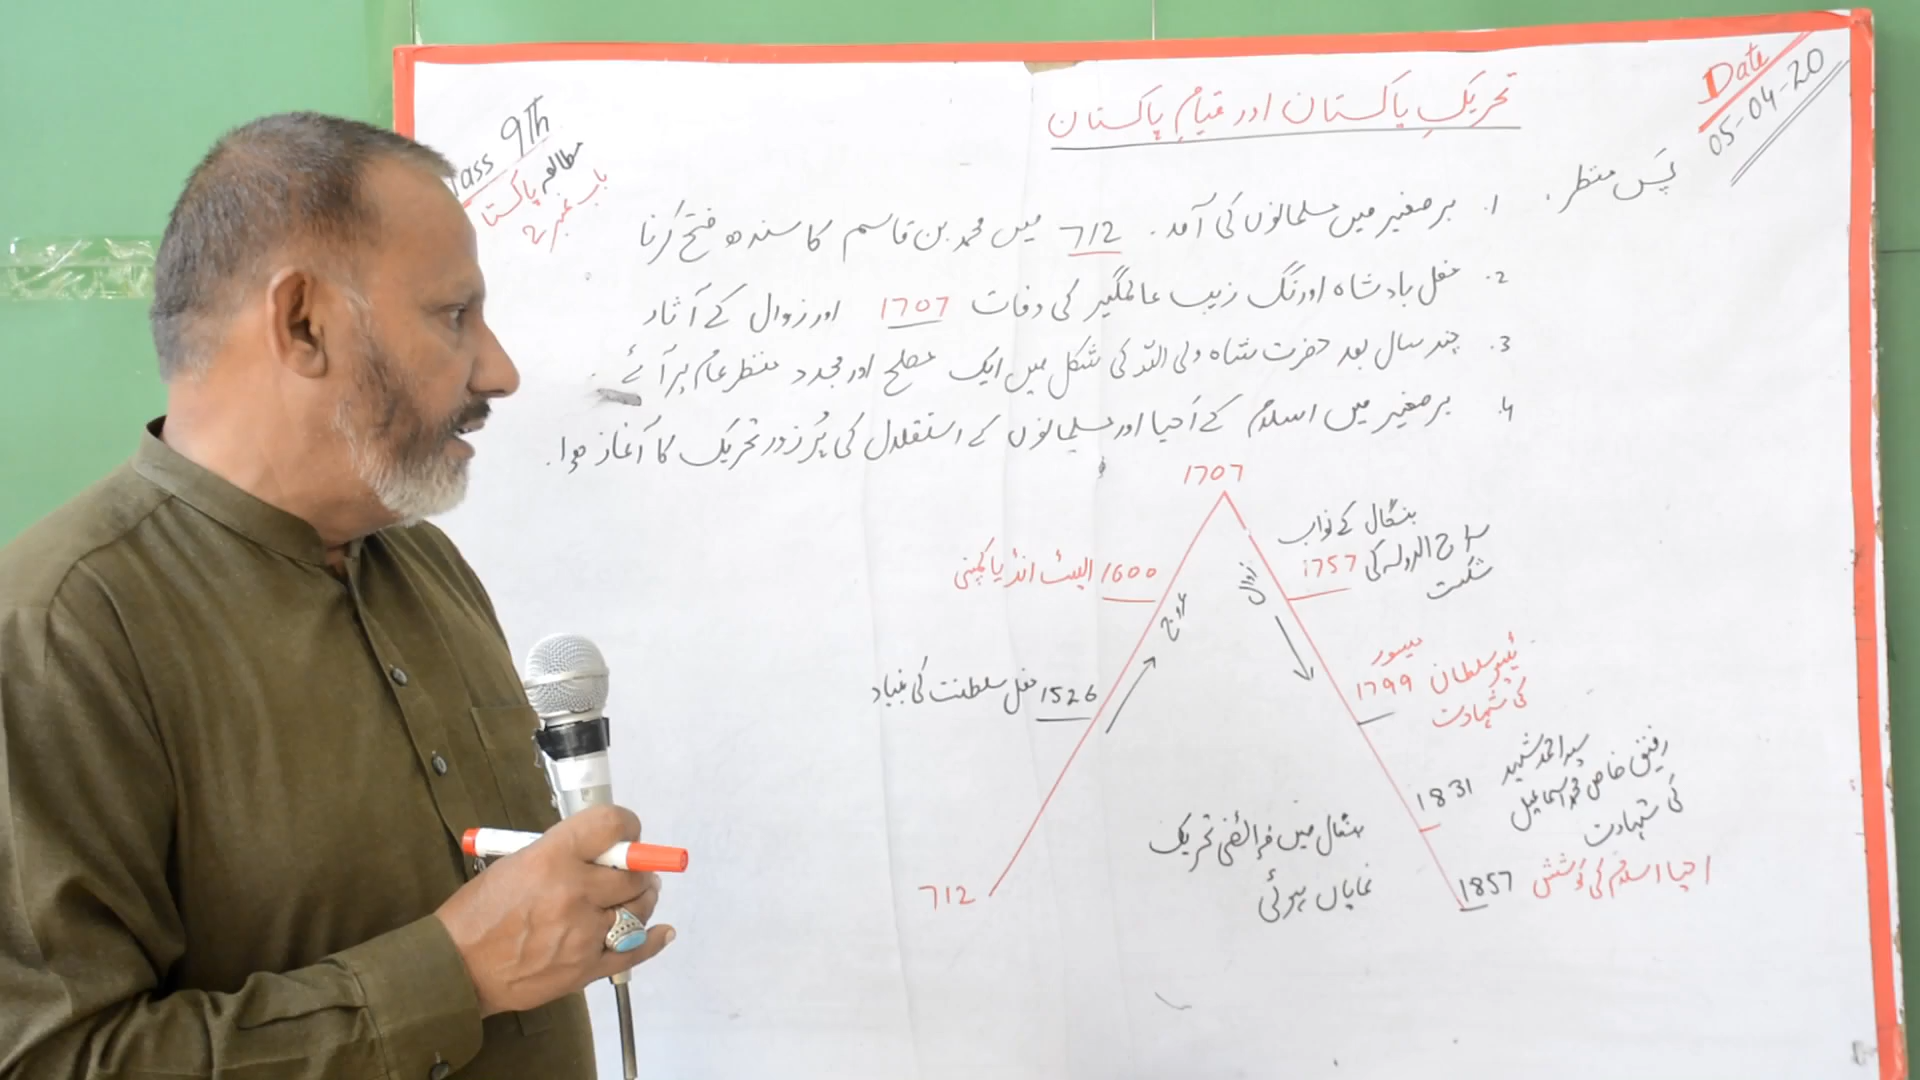 Date
05-04-20
تحریکِ پاکستان اور قیامِ پاکستان
ass 9Th
مطالعہ پاکستا
باب نمبر 2
پس منظر.
1. برصغیر میں مسلمانوں کی آمد. 712 میں محمد بن قاسم کا سندھ فتح کرنا
2. مغل بادشاہ اورنگ زیب عالمگیر کی وفات 1707 اور زوال کے آثار
3. چند سال بعد حضرت شاہ ولی اللہ کی شکل میں ایک مصلح اور مجدد منظر عام پر آئے.
4. برصغیر میں اسلام کے احیا اور مسلمانوں کے استقلال کی پُر زور تحریک کا آغاز ہوا.
1707
بنگال کے نواب
سراج الدولہ کی 1757
شکست
1600 ایسٹ انڈیا کمپنی
عروج
زوال
میسور
ٹیپو سلطان 1799
کی شہادت
1526 مغل سلطنت کی بنیاد
1831 سید احمد شہید
رفیق خاص محمد اسماعیل
کی شہادت
بنگال میں فرائضی تحریک
نمایاں ہوئی
712
1857 احیا اسلام کی کوشش